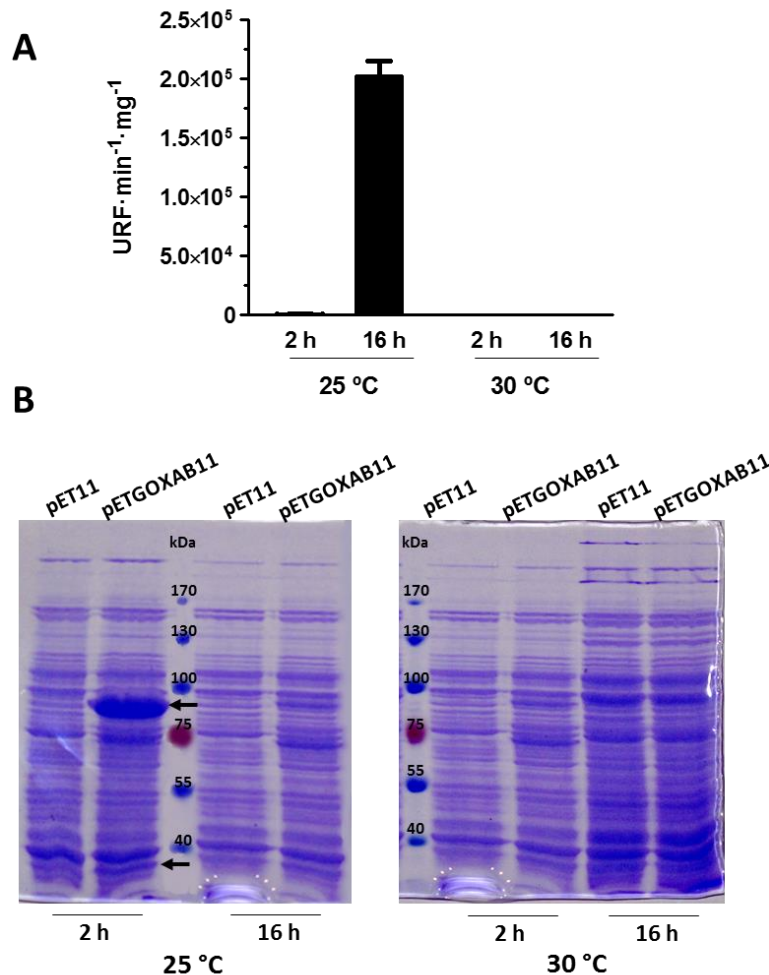 A
2.5×10⁵
2.0×10⁵
1.5×10⁵
1.0×10⁵
5.0×10⁴
0
URF·min⁻¹·mg⁻¹
2 h 16 h 2 h 16 h
25 ºC 30 ºC
B
pET11 pETGOXAB11 pET11 pETGOXAB11 pET11 pETGOXAB11 pET11 pETGOXAB11
kDa kDa
170 170
130 130
100 100
75 75
55 55
40 40
2 h 16 h 2 h 16 h
25 °C 30 °C